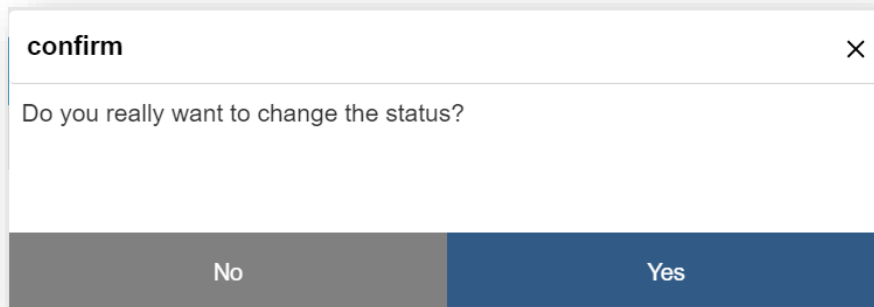 confirm
Do you really want to change the status?
No
Yes